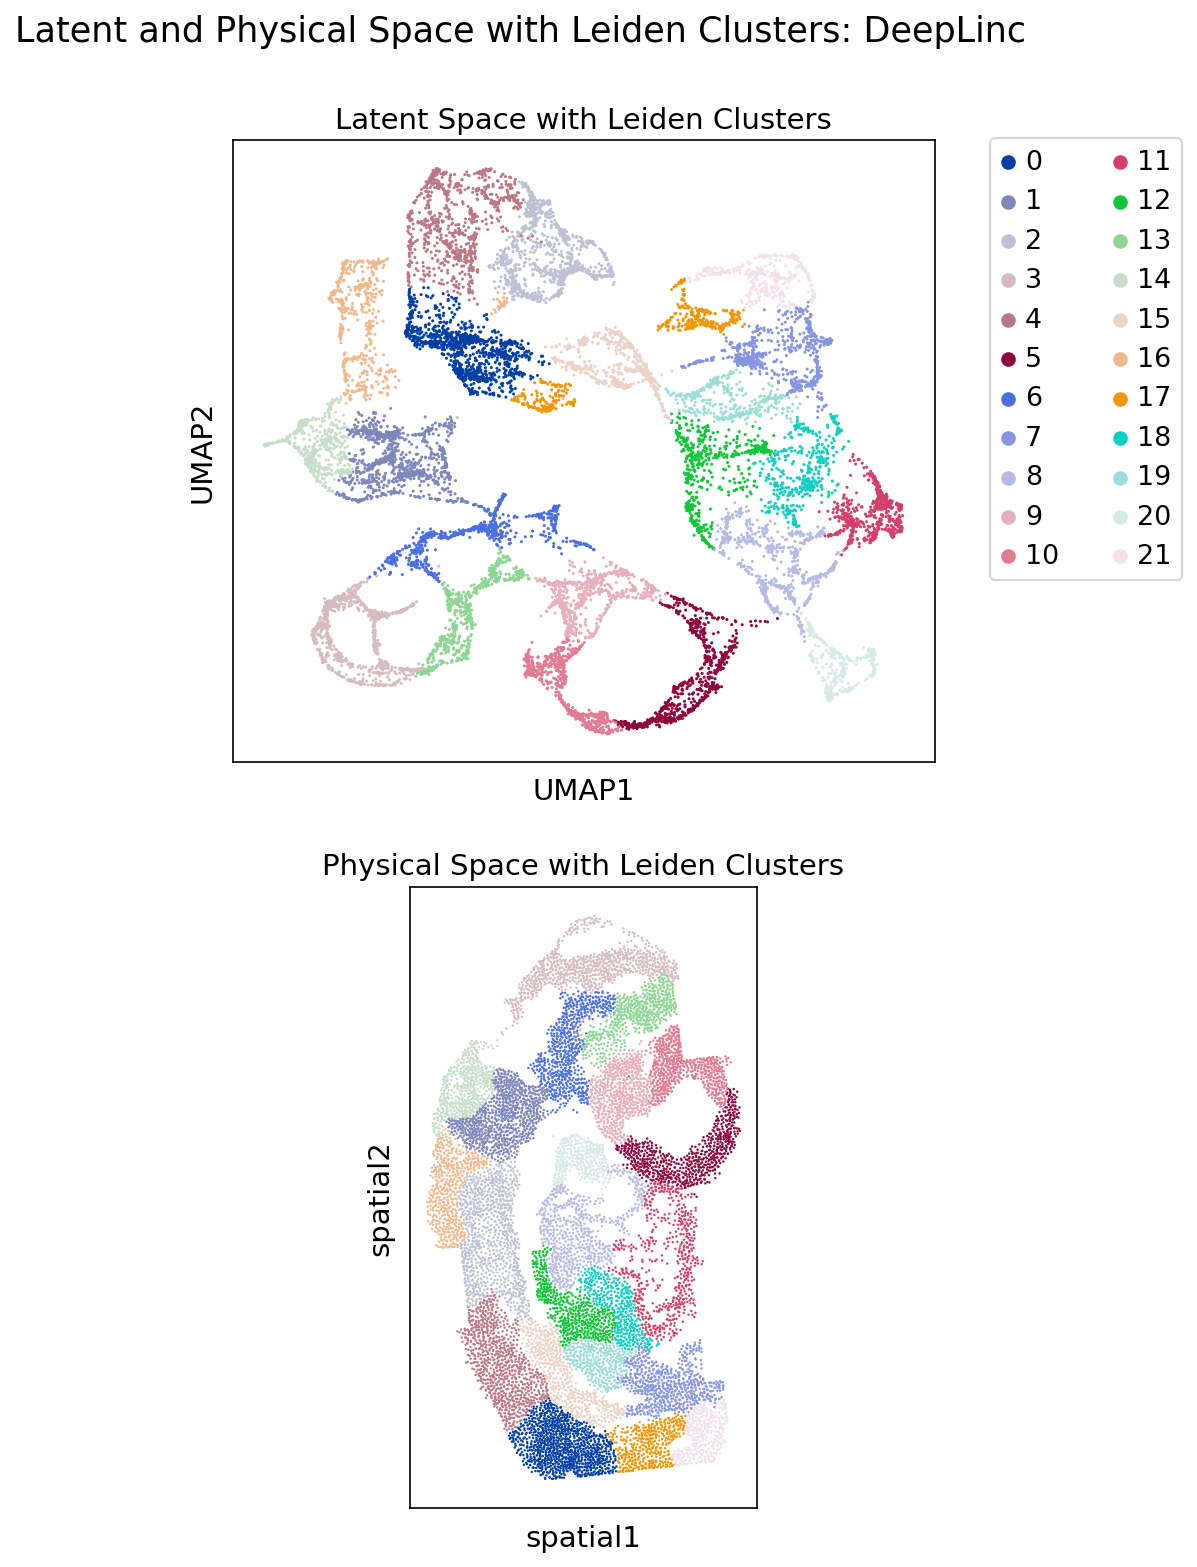 Latent and Physical Space with Leiden Clusters: DeepLinc
Latent Space with Leiden Clusters
UMAP2
UMAP1
0 11
1 12
2 13
3 14
4 15
5 16
6 17
7 18
8 19
9 20
10 21
Physical Space with Leiden Clusters
spatial2
spatial1